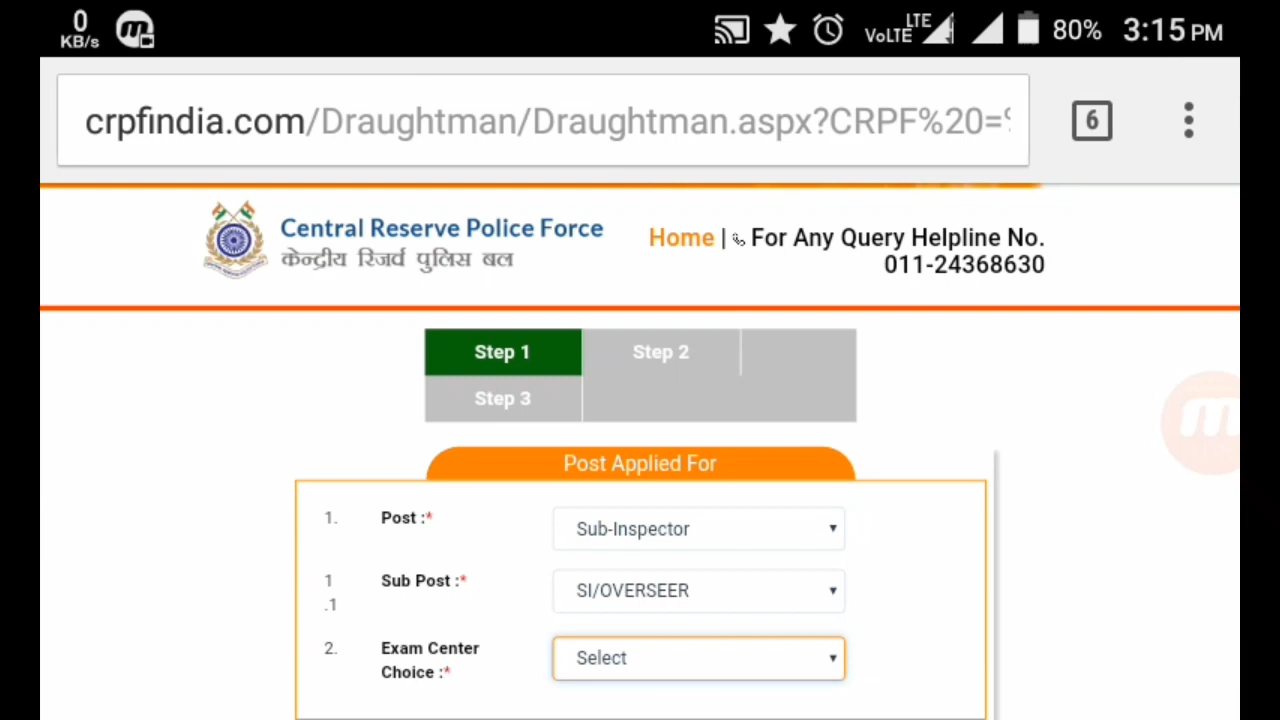 0
KB/s
VoLTE LTE 80% 3:15 PM
crpfindia.com/Draughtman/Draughtman.aspx?CRPF%20=
6
Central Reserve Police Force
केन्द्रीय रिजर्व पुलिस बल
Home | For Any Query Helpline No.
011-24368630
Step 1 Step 2
Step 3
Post Applied For
1. Post :* Sub-Inspector
1 Sub Post :* SI/OVERSEER
.1
2. Exam Center Select
Choice :*